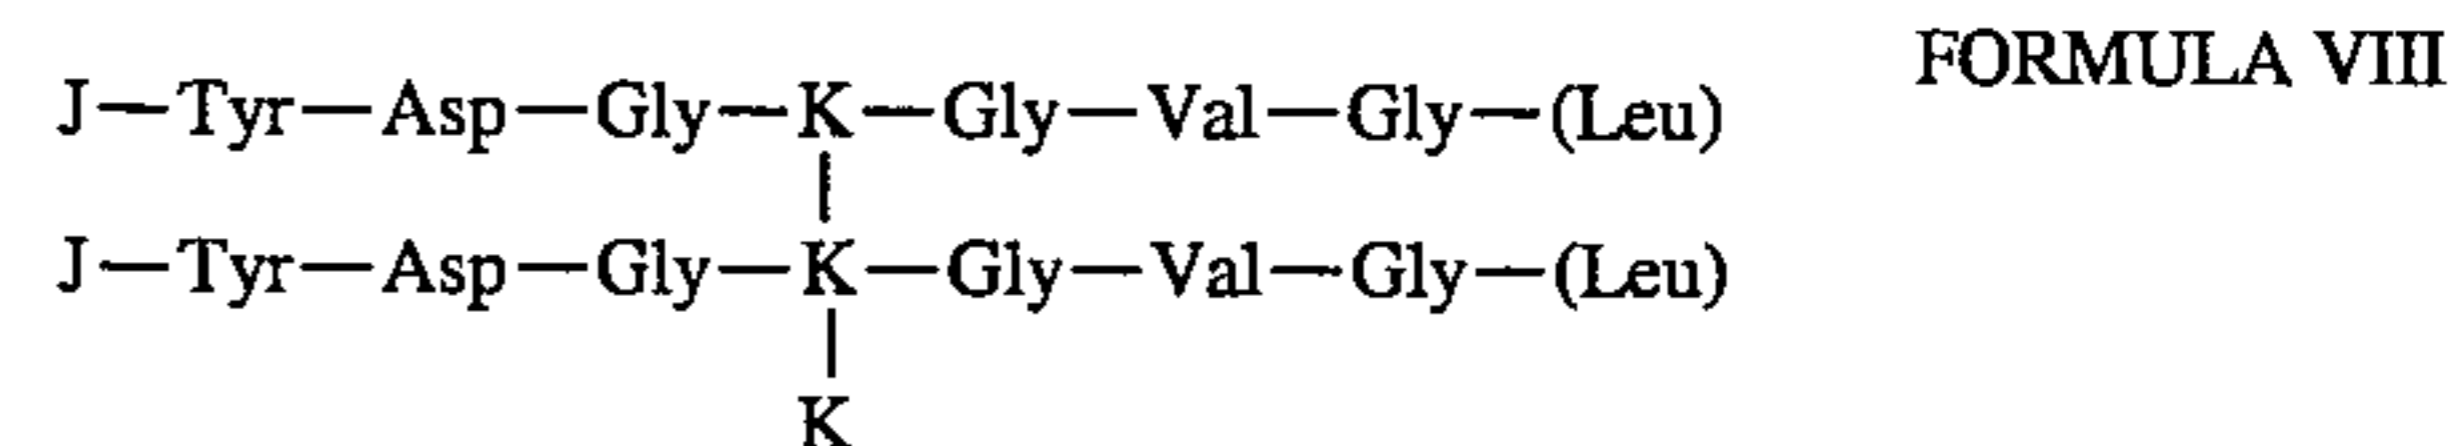 FORMULA VIII
J—Tyr—Asp—Gly—K—Gly—Val—Gly—(Leu)
J—Tyr—Asp—Gly—K—Gly—Val—Gly—(Leu)
K